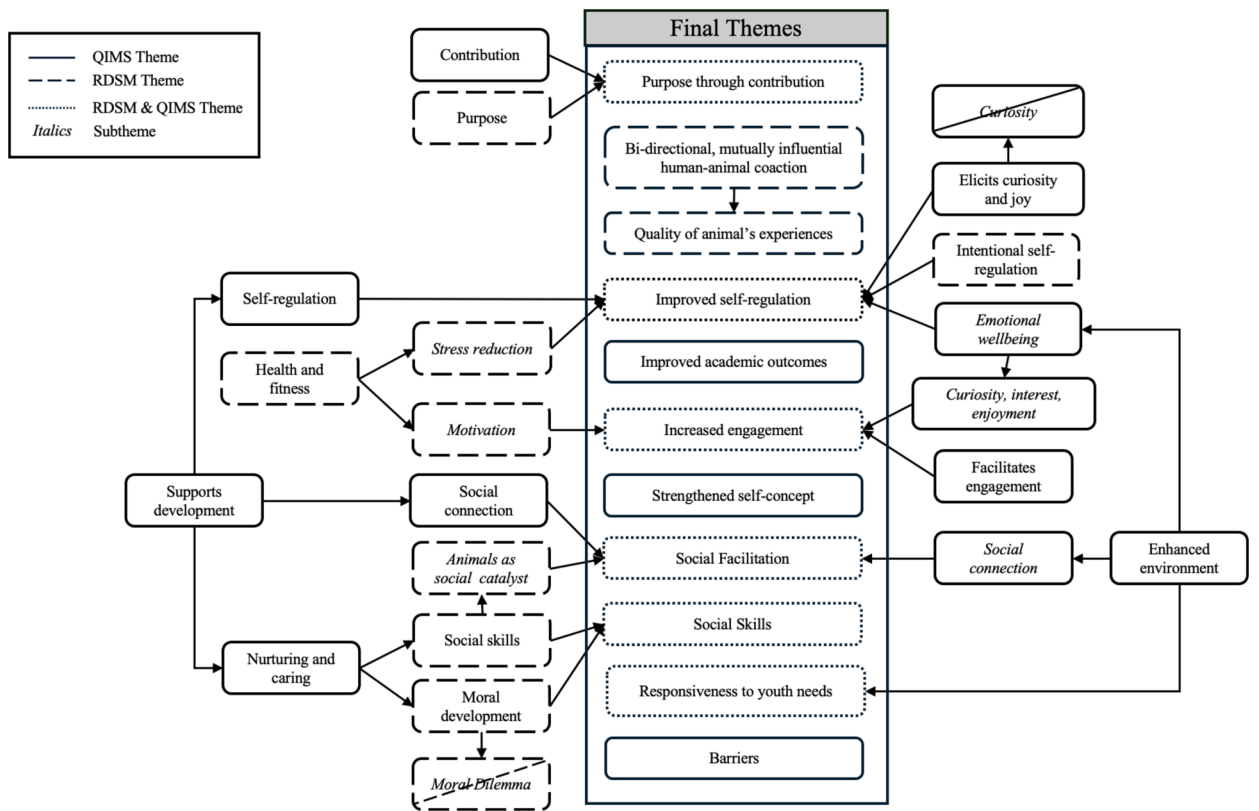 QIMS Theme
RDSM Theme
RDSM & QIMS Theme
Italics Subtheme
Final Themes
Contribution
Purpose
Purpose through contribution
Bi-directional, mutually influential
human-animal coaction
Quality of animal's experiences
Improved self-regulation
Improved academic outcomes
Increased engagement
Strengthened self-concept
Social Facilitation
Social Skills
Responsiveness to youth needs
Barriers
Self-regulation
Health and
fitness
Stress reduction
Motivation
Supports
development
Social
connection
Animals as
social catalyst
Social skills
Nurturing and
caring
Moral
development
Moral Dilemma
Curiosity
Elicits curiosity
and joy
Intentional self-
regulation
Emotional
wellbeing
Curiosity, interest,
enjoyment
Facilitates
engagement
Social
connection
Enhanced
environment